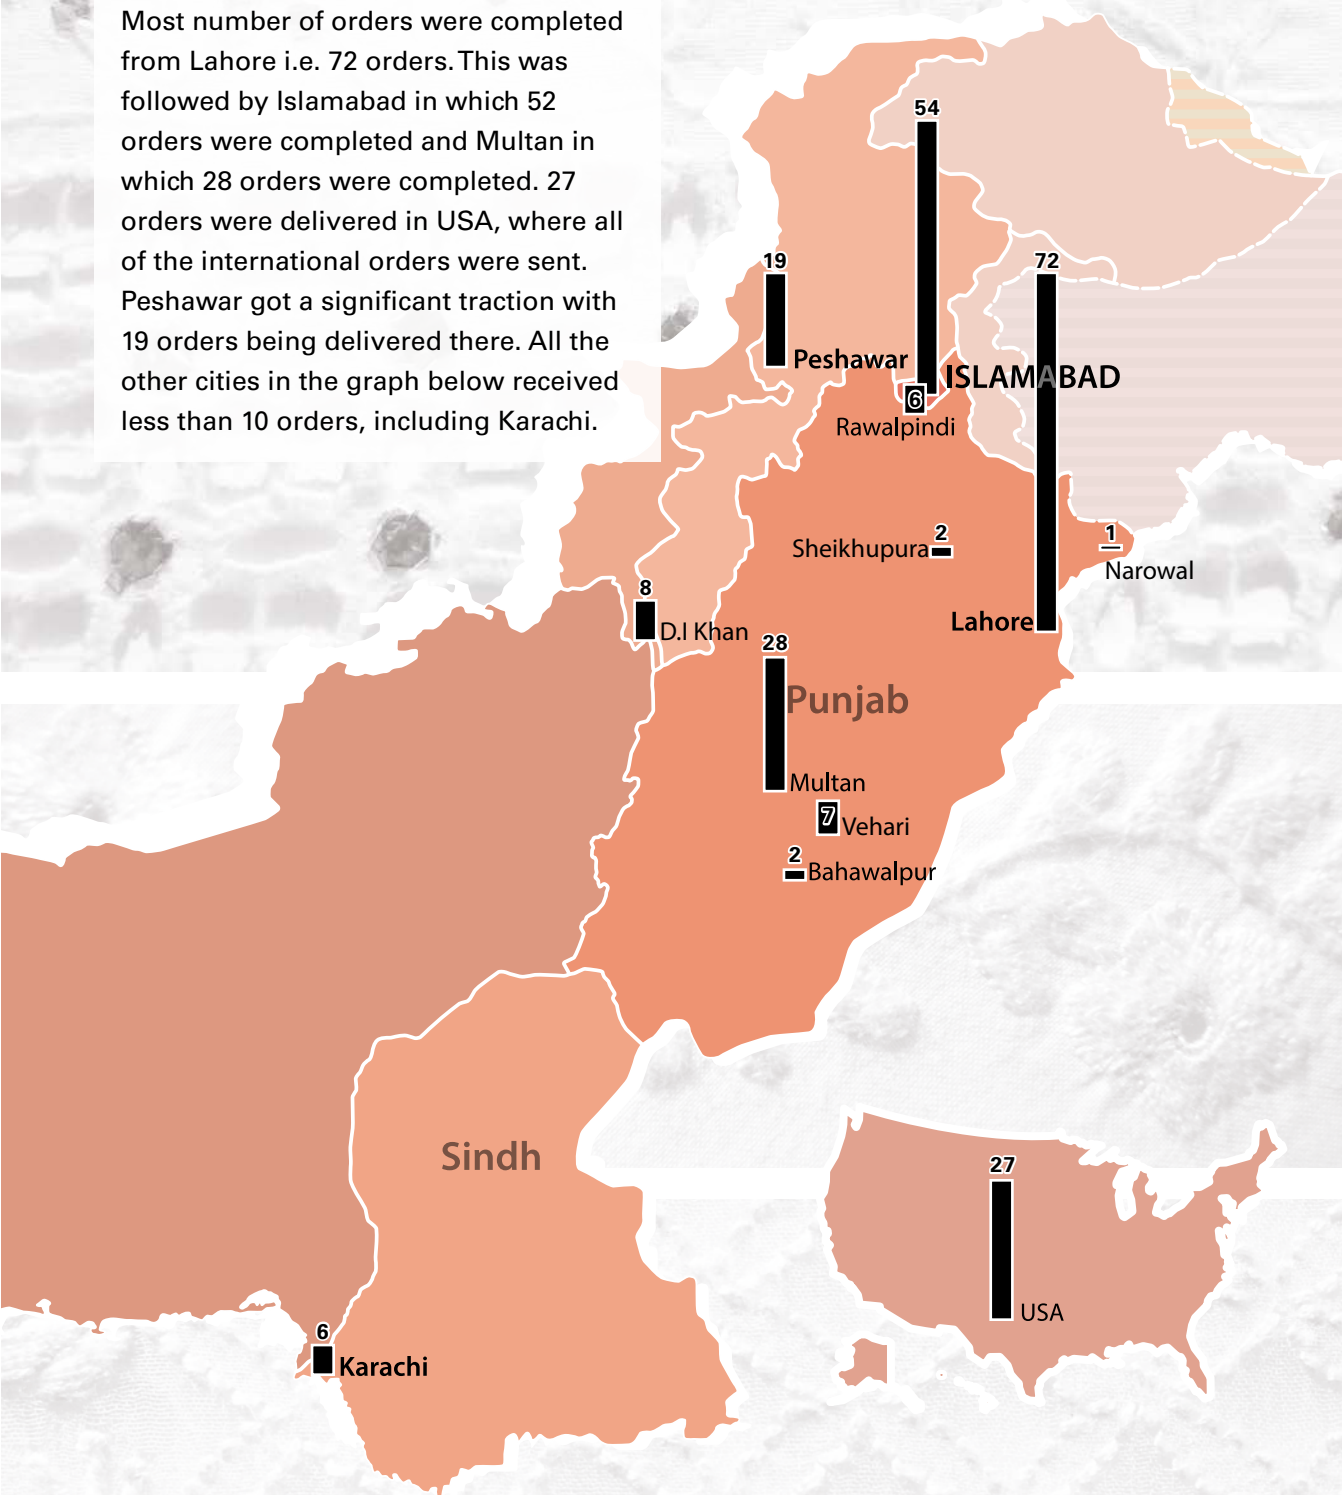 Most number of orders were completed
from Lahore i.e. 72 orders. This was
followed by Islamabad in which 52
orders were completed and Multan in
which 28 orders were completed. 27
orders were delivered in USA, where all
of the international orders were sent.
Peshawar got a significant traction with
19 orders being delivered there. All the
other cities in the graph below received
less than 10 orders, including Karachi.
54
19
72
Peshawar
ISLAMABAD
6
Rawalpindi
2
Sheikhupura
1
Narowal
8
D.I Khan
Lahore
28
Punjab
Multan
7
Vehari
2
Bahawalpur
Sindh
27
USA
6
Karachi